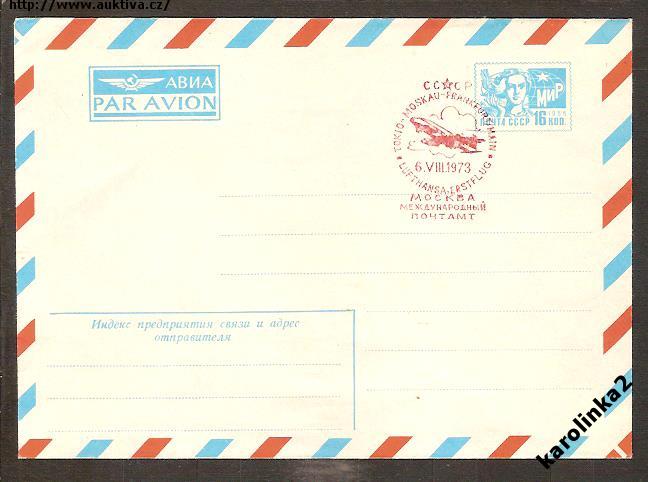 http://www.auktiva.cz/
АВИА
PAR AVION
СССР
TOKIO-MOSKAU-FRANKFURT/MAIN
6.VIII.1973
LUFTHANSA-ERSTFLUG
МОСКВА
МЕЖДУНАРОДНЫЙ
ПОЧТАМТ
МИР
1966
ПОЧТА СССР 16 КОП.
Индекс предприятия связи и адрес
отправителя
karolinka2